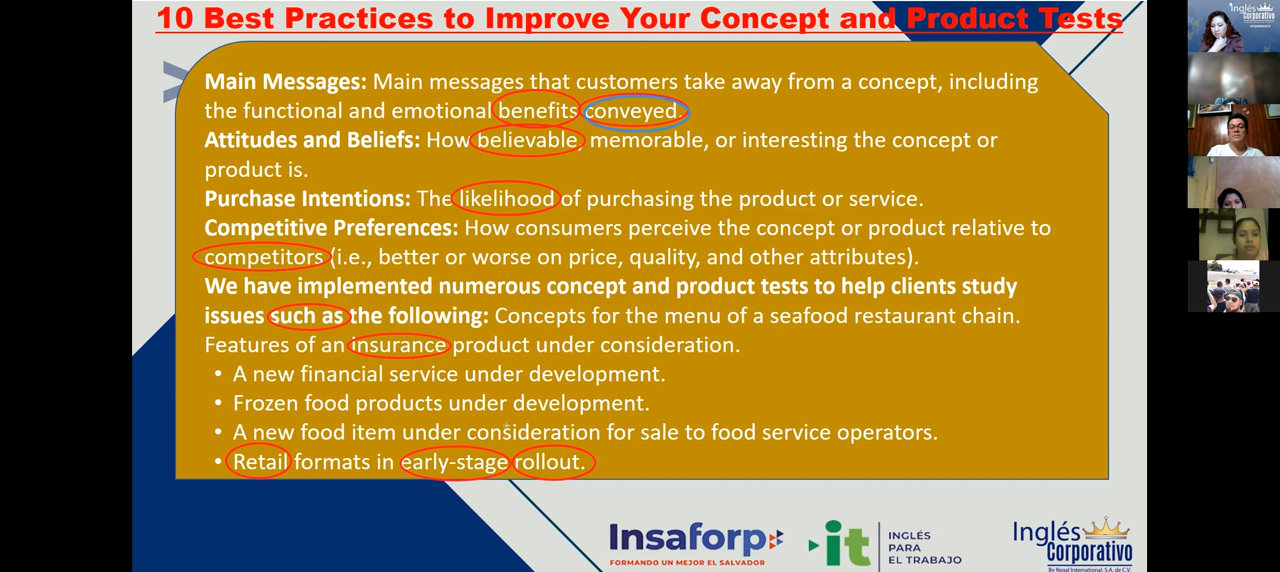 10 Best Practices to Improve Your Concept and Product Tests
Main Messages: Main messages that customers take away from a concept, including
the functional and emotional benefits conveyed.
Attitudes and Beliefs: How believable, memorable, or interesting the concept or
product is.
Purchase Intentions: The likelihood of purchasing the product or service.
Competitive Preferences: How consumers perceive the concept or product relative to
competitors (i.e., better or worse on price, quality, and other attributes).
We have implemented numerous concept and product tests to help clients study
issues such as the following: Concepts for the menu of a seafood restaurant chain.
Features of an insurance product under consideration.
• A new financial service under development.
• Frozen food products under development.
• A new food item under consideration for sale to food service operators.
• Retail formats in early-stage rollout.
Insaforp
FORMANDO UN MEJOR EL SALVADOR
it
INGLÉS
PARA
EL TRABAJO
Inglés
Corporativo
By Regal International, S.A. de C.V.
Inglés
Corporativo